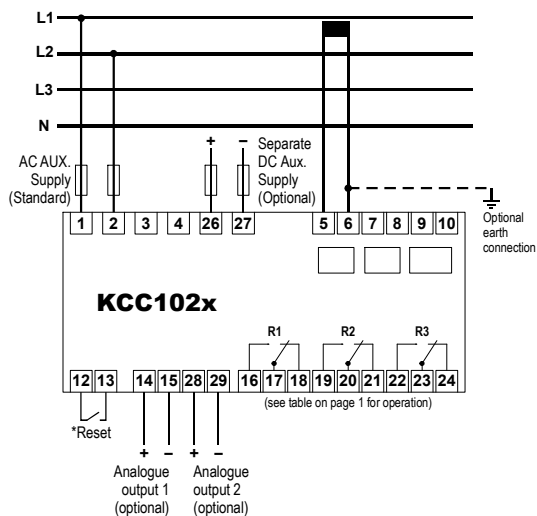 L1
L2
L3
N
AC AUX.
Supply
(Standard)
+ − Separate
DC Aux.
Supply
(Optional)
Optional
earth
connection
1 2 3 4 26 27 5 6 7 8 9 10
KCC102x
R1 R2 R3
12 13 14 15 28 29 16 17 18 19 20 21 22 23 24
(see table on page 1 for operation)
*Reset
+ − + −
Analogue
output 1
(optional)
Analogue
output 2
(optional)